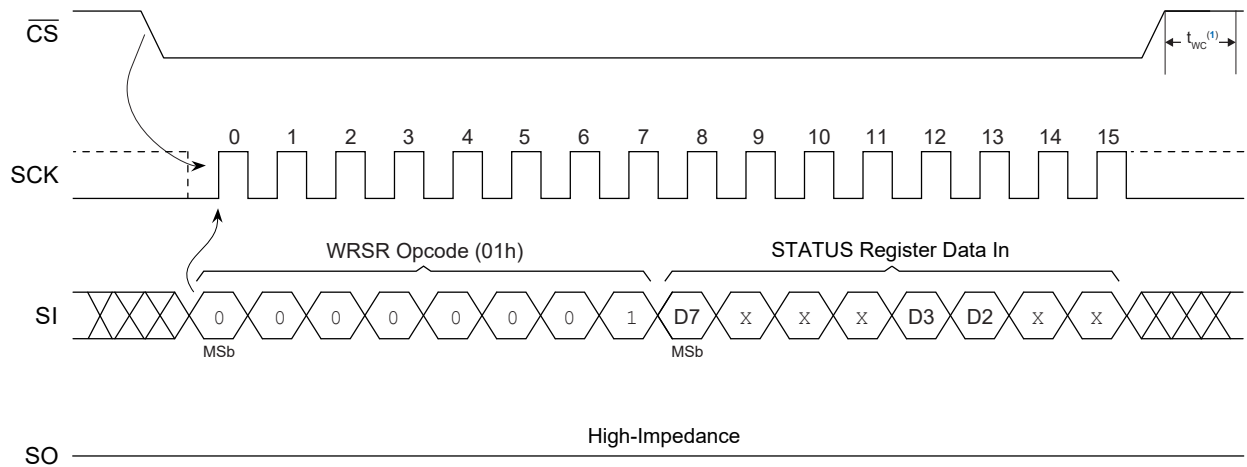 CS
t_WC(1)
0 1 2 3 4 5 6 7 8 9 10 11 12 13 14 15
SCK
WRSR Opcode (01h) STATUS Register Data In
SI 0 0 0 0 0 0 0 1 D7 X X X D3 D2 X X
MSb MSb
High-Impedance
SO